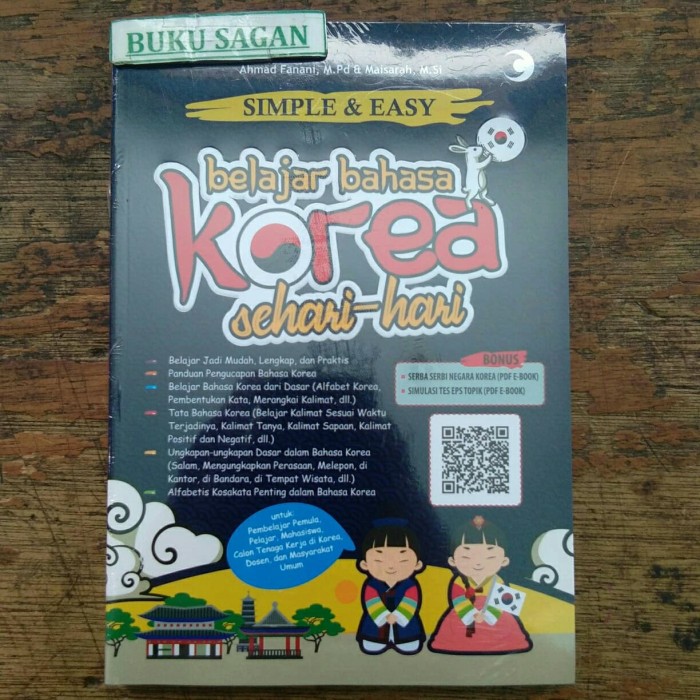 BUKU SAGAN
Ahmad Fanani, M.Pd & Maisarah, M.Si
SIMPLE & EASY
belajar bahasa
korea
sehari-hari
Belajar Jadi Mudah, Lengkap, dan Praktis
Panduan Pengucapan Bahasa Korea
Belajar Bahasa Korea dari Dasar (Alfabet Korea,
Pembentukan Kata, Merangkai Kalimat, dll.)
Tata Bahasa Korea (Belajar Kalimat Sesuai Waktu
Terjadinya, Kalimat Tanya, Kalimat Sapaan, Kalimat
Positif dan Negatif, dll.)
Ungkapan-ungkapan Dasar dalam Bahasa Korea
(Salam, Mengungkapkan Perasaan, Melepon, di
Kantor, di Bandara, di Tempat Wisata, dll.)
Alfabetis Kosakata Penting dalam Bahasa Korea
BONUS
SERBA SERBI NEGARA KOREA (PDF E-BOOK)
SIMULASI TES EPS TOPIK (PDF E-BOOK)
untuk:
Pembelajar Pemula,
Pelajar, Mahasiswa,
Calon Tenaga Kerja di Korea,
Dosen, dan Masyarakat
Umum